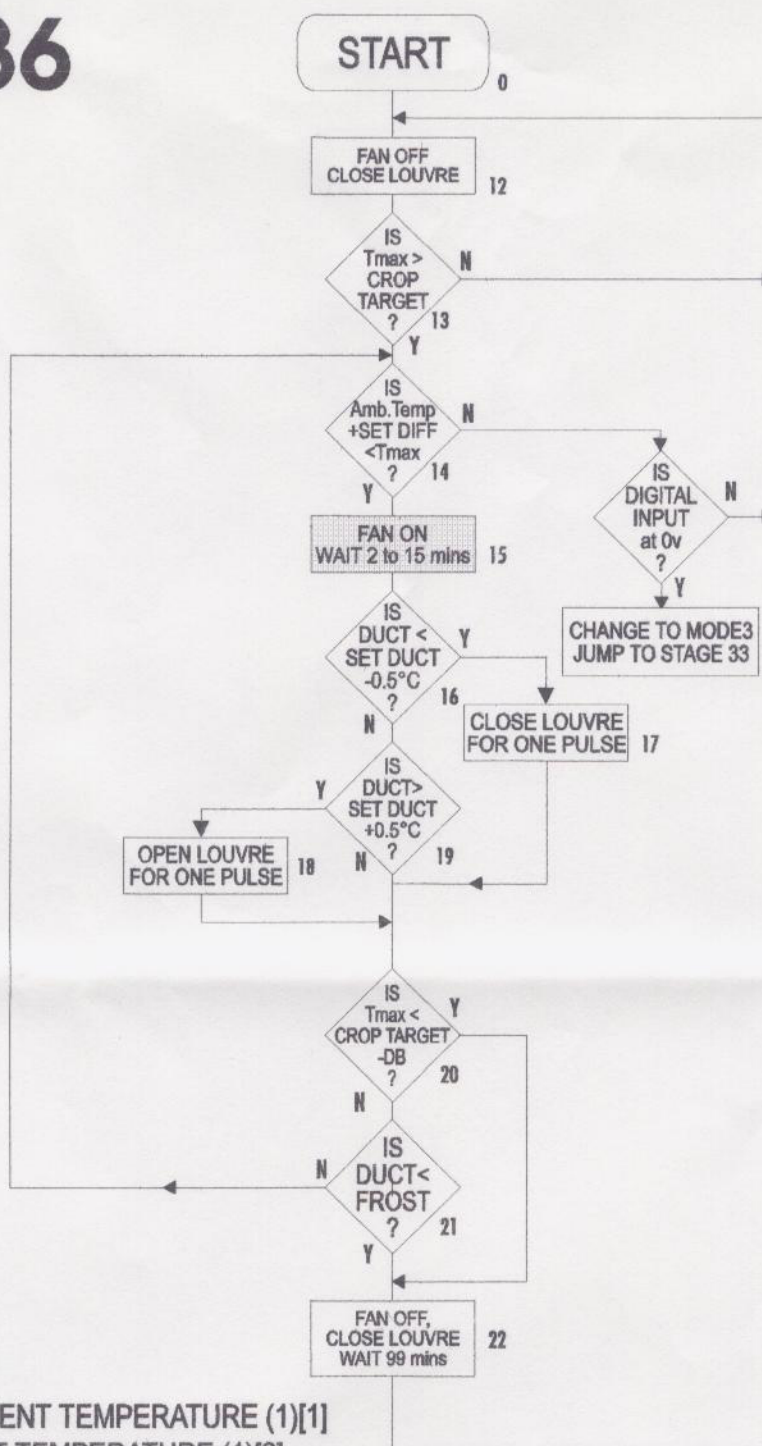 36
START
0
FAN OFF
CLOSE LOUVRE
12
IS
Tmax >
CROP
TARGET
?
13
N
Y
IS
Amb.Temp
+SET DIFF
<Tmax
?
14
N
Y
IS
DIGITAL
INPUT
at 0v
?
N
Y
FAN ON
WAIT 2 to 15 mins
15
CHANGE TO MODE3
JUMP TO STAGE 33
IS
DUCT <
SET DUCT
-0.5°C
?
16
Y
N
CLOSE LOUVRE
FOR ONE PULSE
17
IS
DUCT>
SET DUCT
+0.5°C
?
19
Y
N
OPEN LOUVRE
FOR ONE PULSE
18
IS
Tmax <
CROP TARGET
-DB
?
20
Y
N
IS
DUCT<
FROST
?
21
N
Y
FAN OFF,
CLOSE LOUVRE
WAIT 99 mins
22
ENT TEMPERATURE (1)[1]